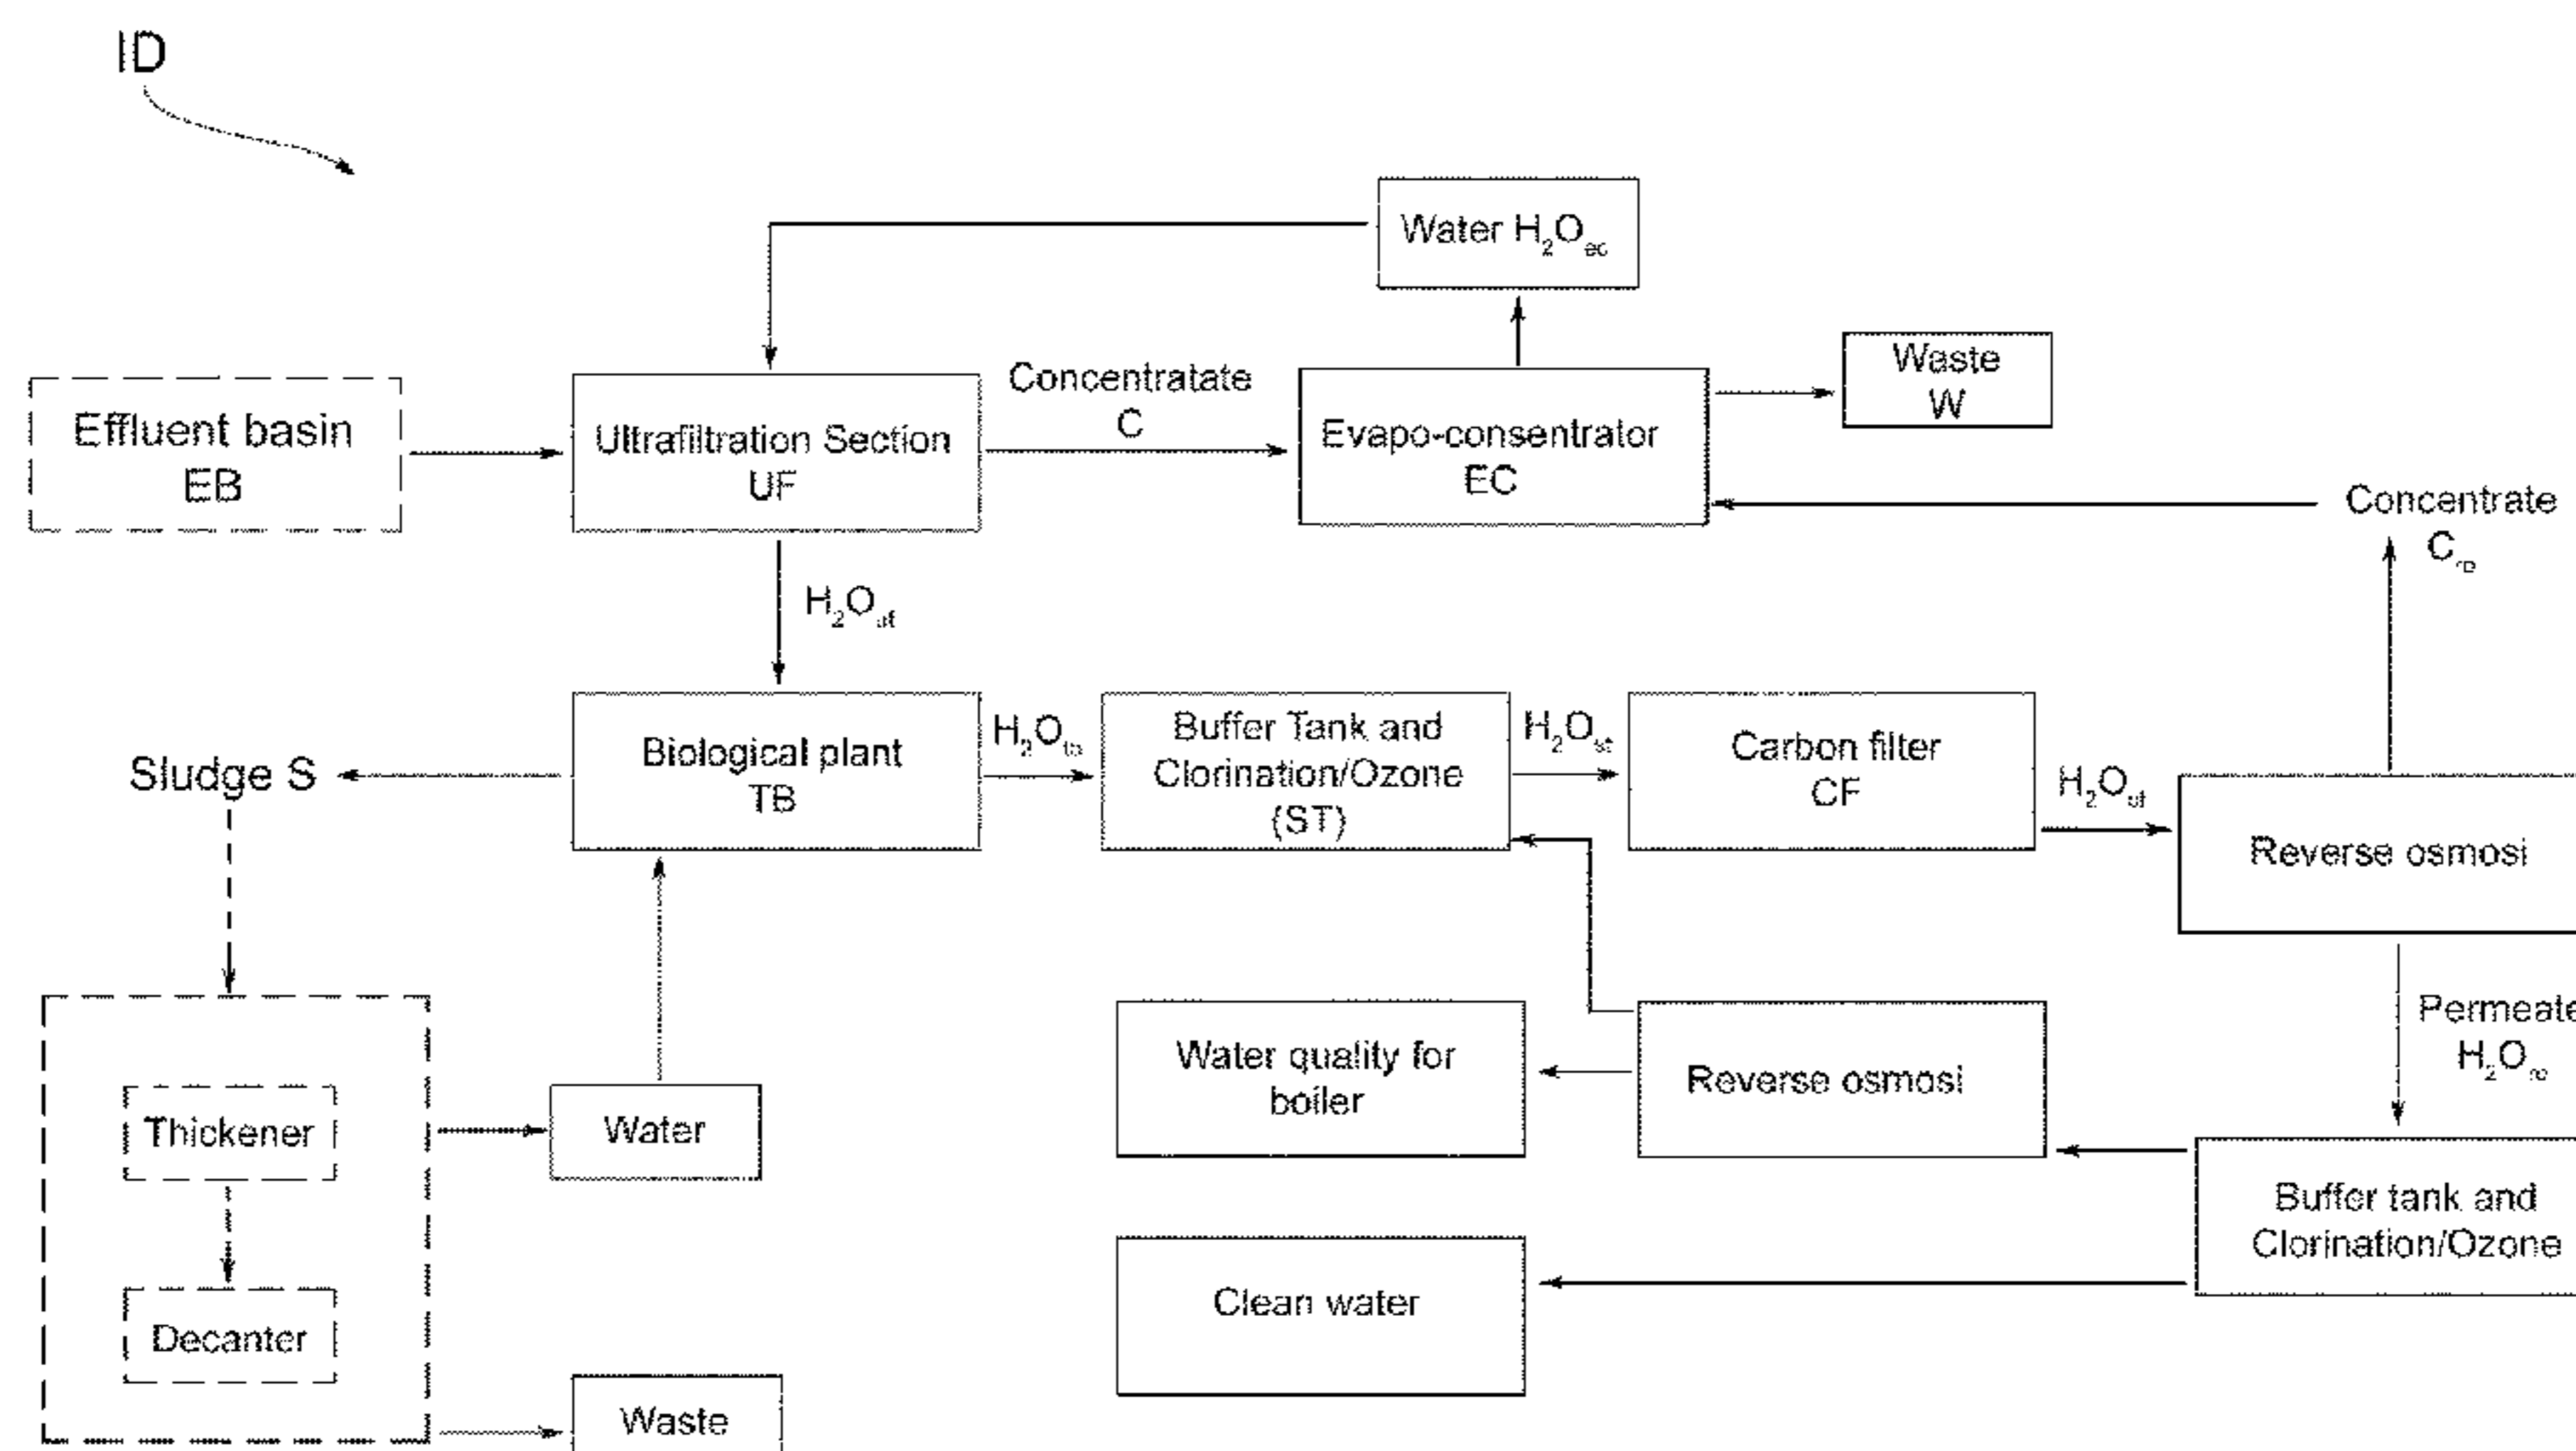 ID
Water H₂Oec
Waste
W
Concentratate
C
Effluent basin
EB
Ultrafiltration Section
UF
Evapo-consentrator
EC
Concentrate
Cro
H₂Ouf
Sludge S
Biological plant
TB
H₂Otb
Buffer Tank and
Clorination/Ozone
(ST)
H₂Ost
Carbon filter
CF
H₂O
Reverse osmosi
Permeate
H₂Oro
Thickener
Decanter
Water
Waste
Water quality for
boiler
Reverse osmosi
Buffer tank and
Clorination/Ozone
Clean water